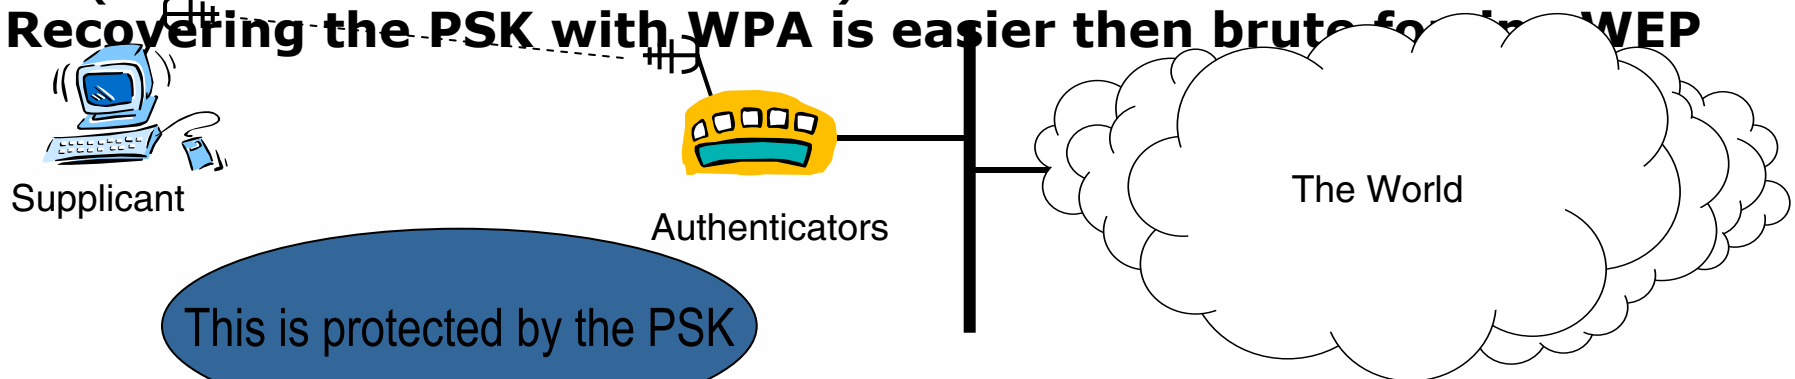 Recovering the PSK with WPA is easier then brute forcing WEP
Supplicant
Authenticators
The World
This is protected by the PSK